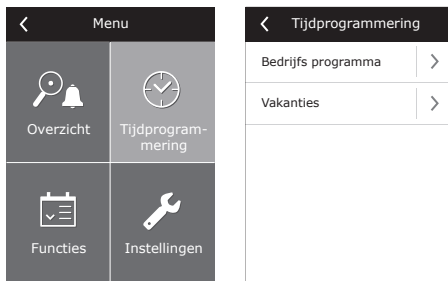 Menu
Overzicht
Tijdprogram-
mering
Functies
Instellingen
Tijdprogrammering
Bedrijfs programma
Vakanties